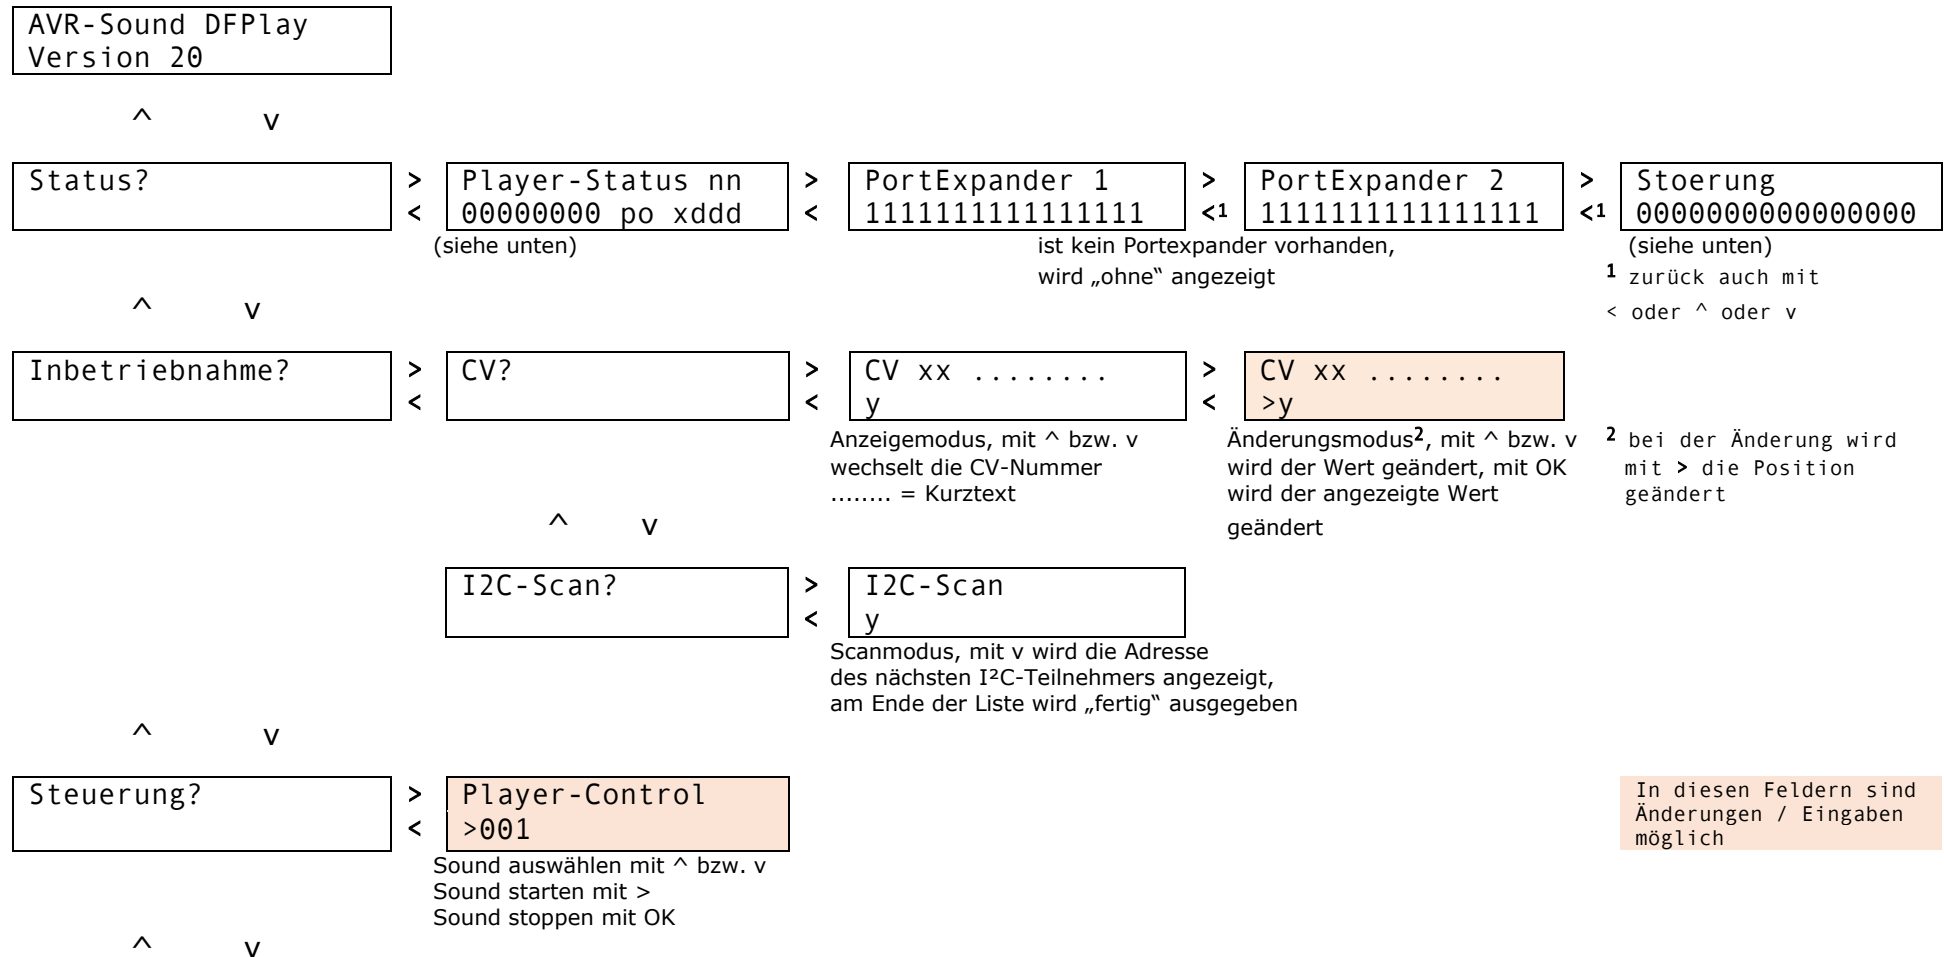 AVR-Sound DFPlay
Version 20
^ v
Status? > Player-Status nn > PortExpander 1 > PortExpander 2 > Stoerung
< 00000000 po xddd < 1111111111111111 <1 1111111111111111 <1 0000000000000000
(siehe unten) ist kein Portexpander vorhanden, (siehe unten)
wird „ohne“ angezeigt 1 zurück auch mit
^ v < oder ^ oder v
Inbetriebnahme? > CV? > CV xx ........ > CV xx ........
< < y < >y
Anzeigemodus, mit ^ bzw. v Änderungsmodus2, mit ^ bzw. v 2 bei der Änderung wird
wechselt die CV-Nummer wird der Wert geändert, mit OK mit > die Position
........ = Kurztext wird der angezeigte Wert geändert
^ v geändert
I2C-Scan? > I2C-Scan
< y
Scanmodus, mit v wird die Adresse
des nächsten I²C-Teilnehmers angezeigt,
am Ende der Liste wird „fertig“ ausgegeben
^ v
Steuerung? > Player-Control In diesen Feldern sind
< >001 Änderungen / Eingaben
möglich
Sound auswählen mit ^ bzw. v
Sound starten mit >
Sound stoppen mit OK
^ v